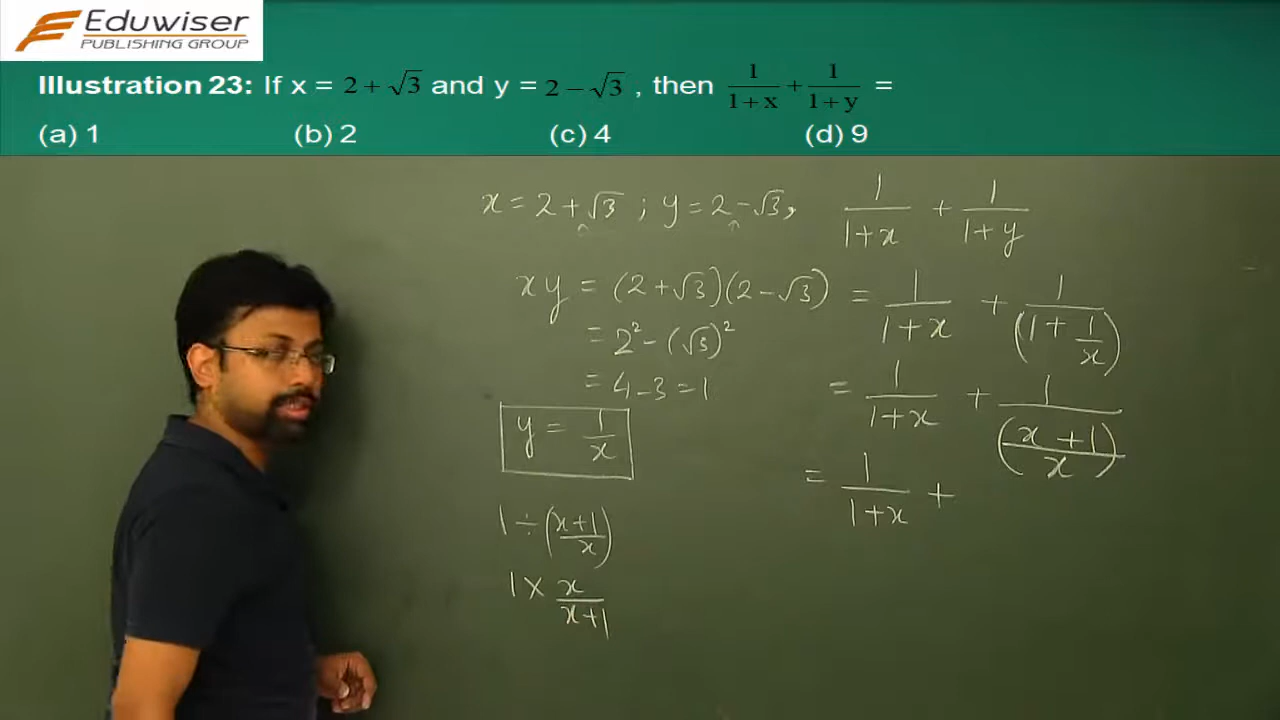 Eduwiser
PUBLISHING GROUP
Illustration 23: If x = 2 + √3 and y = 2 − √3 , then 1/(1+x) + 1/(1+y) =
(a) 1 (b) 2 (c) 4 (d) 9
x = 2 + √3 ; y = 2 - √3, 1/(1+x) + 1/(1+y)
xy = (2 + √3)(2 - √3)
= 2² - (√3)²
= 4 - 3 = 1
y = 1/x
1 ÷ ((x+1)/x)
1 × x/(x+1)
= 1/(1+x) + 1/(1 + 1/x)
= 1/(1+x) + 1/((x+1)/x)
= 1/(1+x) +